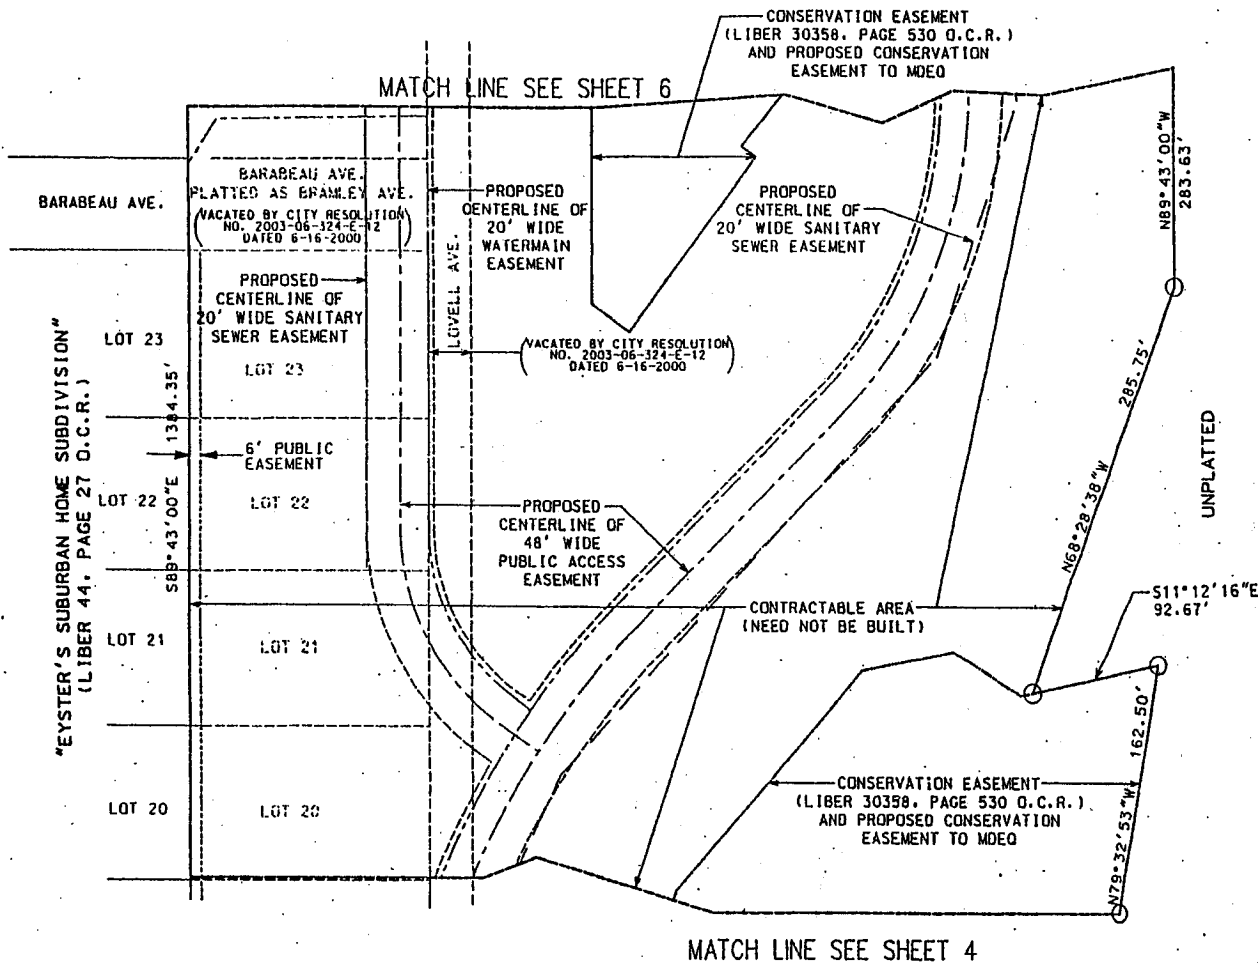 CONSERVATION EASEMENT
(LIBER 30358. PAGE 530 O.C.R.)
AND PROPOSED CONSERVATION
EASEMENT TO MDEQ
MATCH LINE SEE SHEET 6
N89°43'00"W
283.63'
BARABEAU AVE.
BARABEAU AVE.
PLATTED AS BRAMLEY AVE.
(VACATED BY CITY RESOLUTION
NO. 2003-06-324-E-12
DATED 6-16-2000)
PROPOSED
CENTERLINE OF
20' WIDE
WATERMAIN
EASEMENT
PROPOSED
CENTERLINE OF
20' WIDE SANITARY
SEWER EASEMENT
PROPOSED
CENTERLINE OF
20' WIDE SANITARY
SEWER EASEMENT
LOVELL AVE.
(VACATED BY CITY RESOLUTION
NO. 2003-06-324-E-12
DATED 6-16-2000)
LOT 23
LOT 23
"EYSTER'S SUBURBAN HOME SUBDIVISION"
(LIBER 44. PAGE 27 O.C.R.)
S89°43'00"E 1384.35'
6' PUBLIC
EASEMENT
285.75'
N68°28'38"W
UNPLATTED
LOT 22
LOT 22
PROPOSED
CENTERLINE OF
48' WIDE
PUBLIC ACCESS
EASEMENT
S11°12'16"E
92.67'
CONTRACTABLE AREA
(NEED NOT BE BUILT)
LOT 21
LOT 21
162.50'
N79°32'53"W
CONSERVATION EASEMENT
(LIBER 30358. PAGE 530 O.C.R.)
AND PROPOSED CONSERVATION
EASEMENT TO MDEQ
LOT 20
LOT 20
MATCH LINE SEE SHEET 4